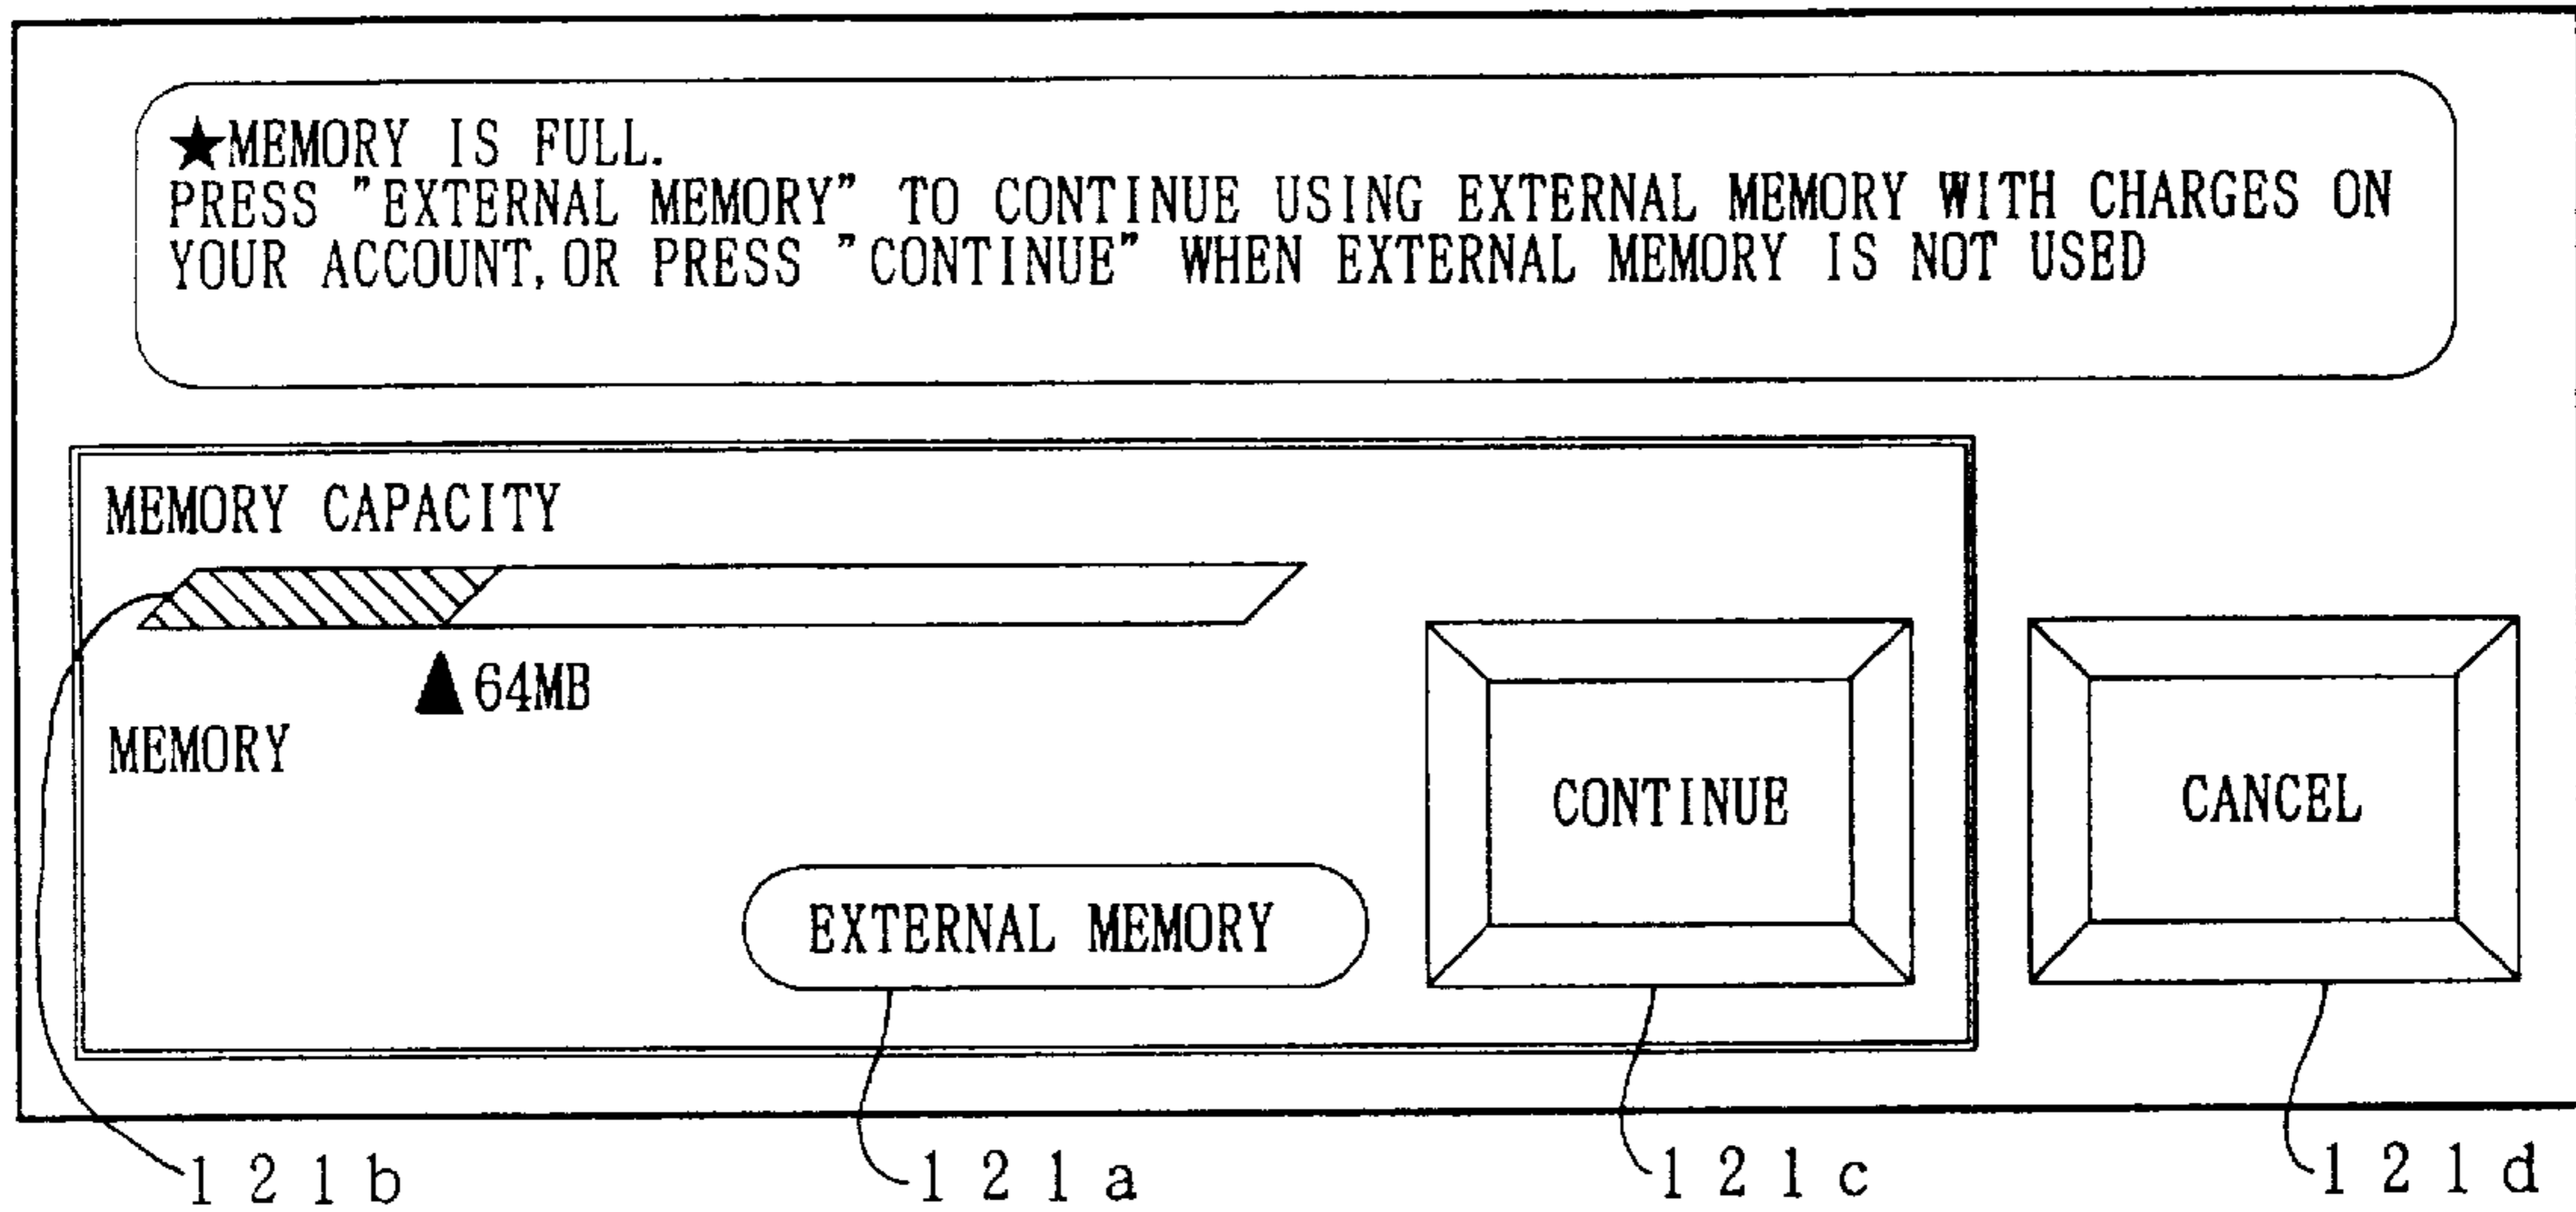 ★MEMORY IS FULL.
PRESS "EXTERNAL MEMORY" TO CONTINUE USING EXTERNAL MEMORY WITH CHARGES ON
YOUR ACCOUNT, OR PRESS "CONTINUE" WHEN EXTERNAL MEMORY IS NOT USED
MEMORY CAPACITY
▲64MB
MEMORY
CONTINUE
CANCEL
EXTERNAL MEMORY
121b
121a
121c
121d